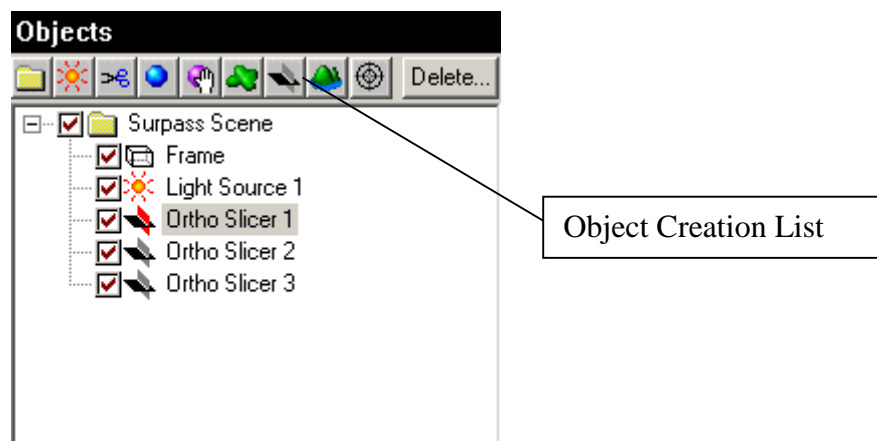 Objects
Delete...
Surpass Scene
Frame
Light Source 1
Ortho Slicer 1
Object Creation List
Ortho Slicer 2
Ortho Slicer 3